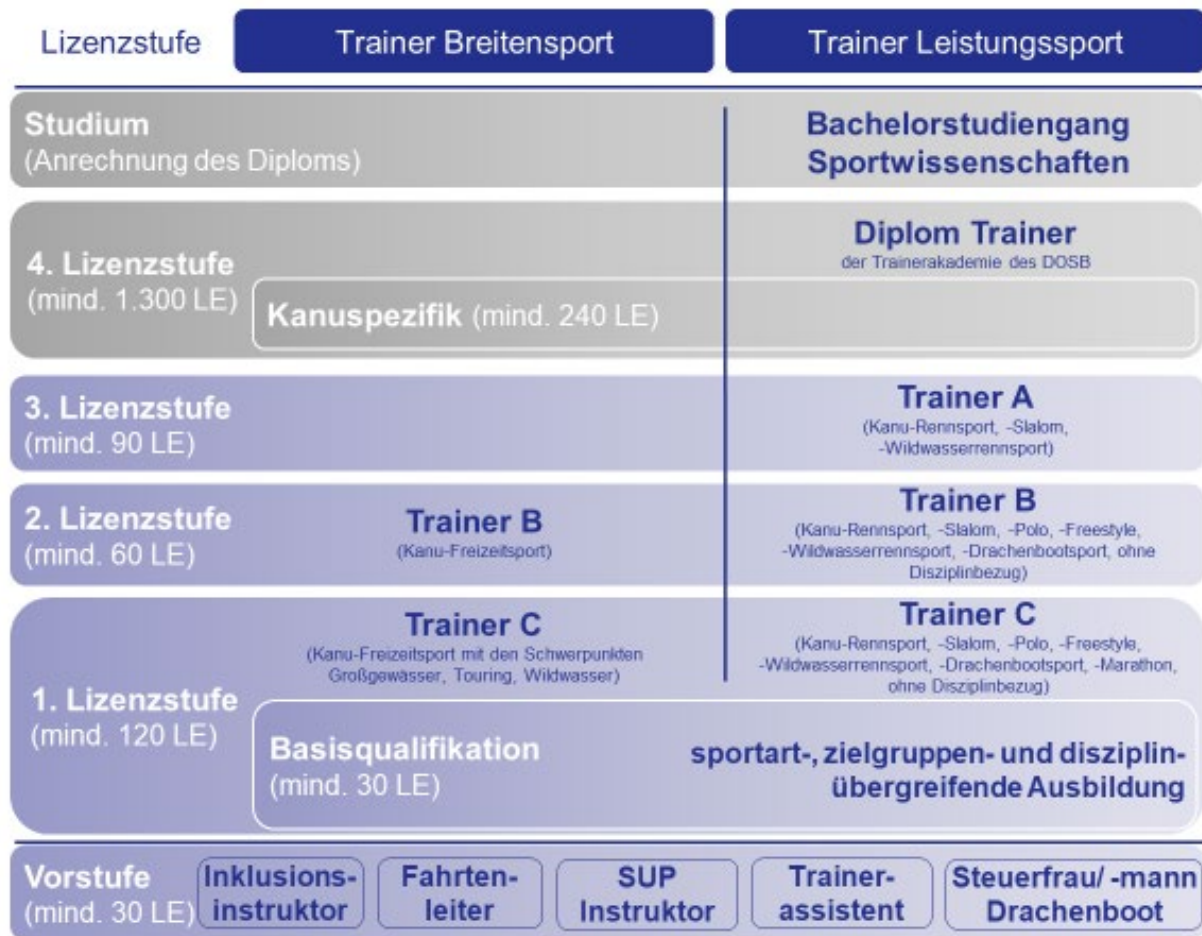 Lizenzstufe
Trainer Breitensport
Trainer Leistungssport
Studium
(Anrechnung des Diploms)
Bachelorstudiengang
Sportwissenschaften
4. Lizenzstufe
(mind. 1.300 LE)
Diplom Trainer
der Trainerakademie des DOSB
Kanuspezifik (mind. 240 LE)
3. Lizenzstufe
(mind. 90 LE)
Trainer A
(Kanu-Rennsport, -Slalom,
-Wildwasserrennsport)
2. Lizenzstufe
(mind. 60 LE)
Trainer B
(Kanu-Freizeitsport)
Trainer B
(Kanu-Rennsport, -Slalom, -Polo, -Freestyle,
-Wildwasserrennsport, -Drachenbootsport, ohne
Disziplinbezug)
1. Lizenzstufe
(mind. 120 LE)
Trainer C
(Kanu-Freizeitsport mit den Schwerpunkten
Großgewässer, Touring, Wildwasser)
Trainer C
(Kanu-Rennsport, -Slalom, -Polo, -Freestyle,
-Wildwasserrennsport, -Drachenbootsport, -Marathon,
ohne Disziplinbezug)
Basisqualifikation
(mind. 30 LE)
sportart-, zielgruppen- und disziplin-
übergreifende Ausbildung
Vorstufe
(mind. 30 LE)
Inklusions-
instruktor
Fahrten-
leiter
SUP
Instruktor
Trainer-
assistent
Steuerfrau/ -mann
Drachenboot